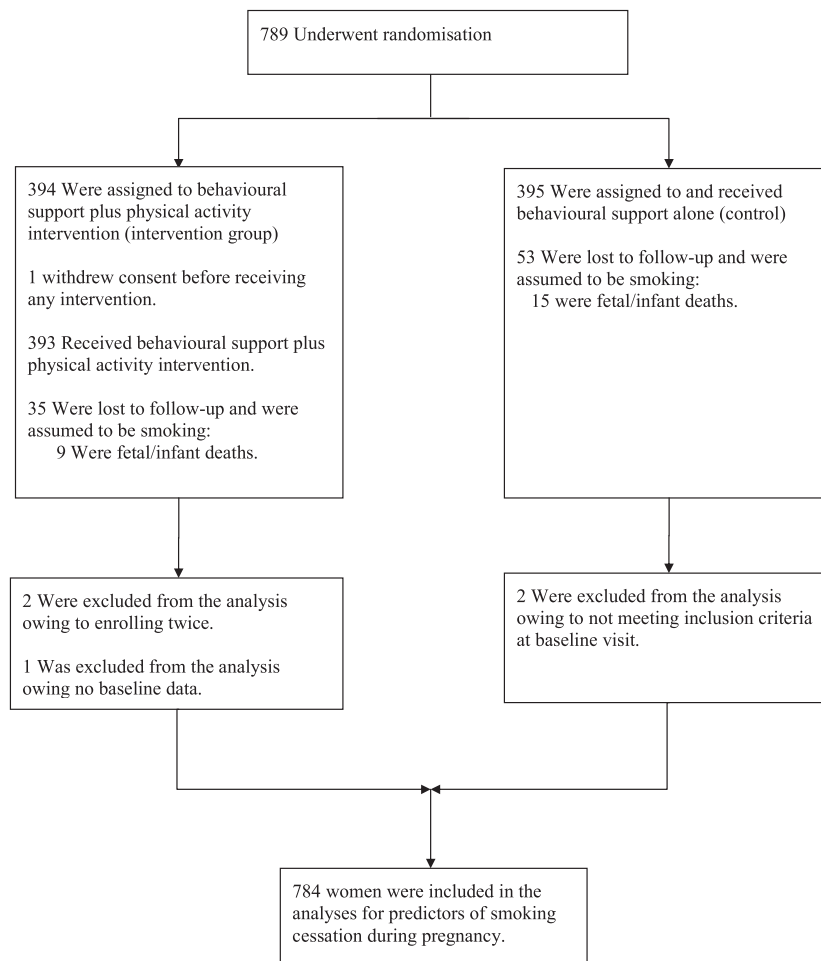 789 Underwent randomisation
394 Were assigned to behavioural
support plus physical activity
intervention (intervention group)
1 withdrew consent before receiving
any intervention.
393 Received behavioural support plus
physical activity intervention.
35 Were lost to follow-up and were
assumed to be smoking:
9 Were fetal/infant deaths.
395 Were assigned to and received
behavioural support alone (control)
53 Were lost to follow-up and were
assumed to be smoking:
15 were fetal/infant deaths.
2 Were excluded from the analysis
owing to enrolling twice.
1 Was excluded from the analysis
owing no baseline data.
2 Were excluded from the analysis
owing to not meeting inclusion criteria
at baseline visit.
784 women were included in the
analyses for predictors of smoking
cessation during pregnancy.